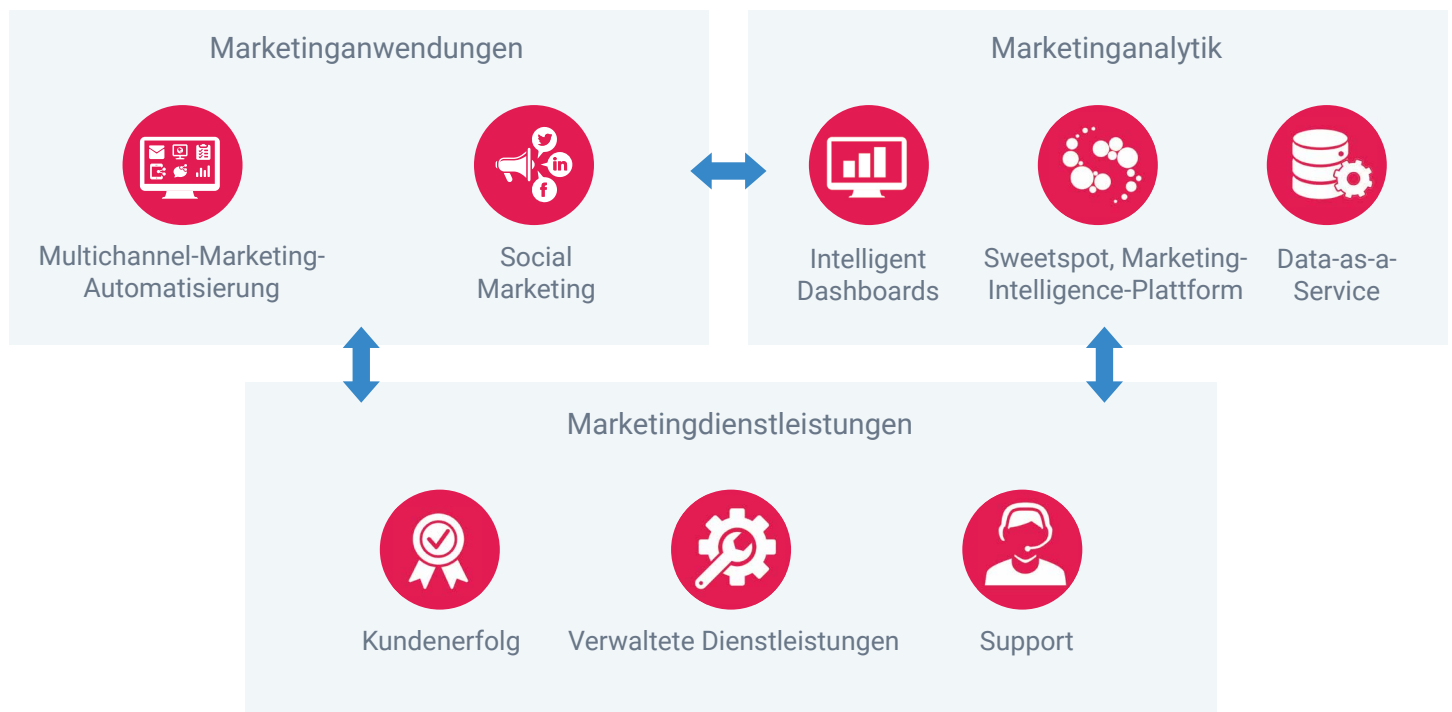 Marketinganwendungen
Multichannel-Marketing-
Automatisierung
Social
Marketing
Marketinganalytik
Intelligent
Dashboards
Sweetspot, Marketing-
Intelligence-Plattform
Data-as-a-
Service
Marketingdienstleistungen
Kundenerfolg
Verwaltete Dienstleistungen
Support